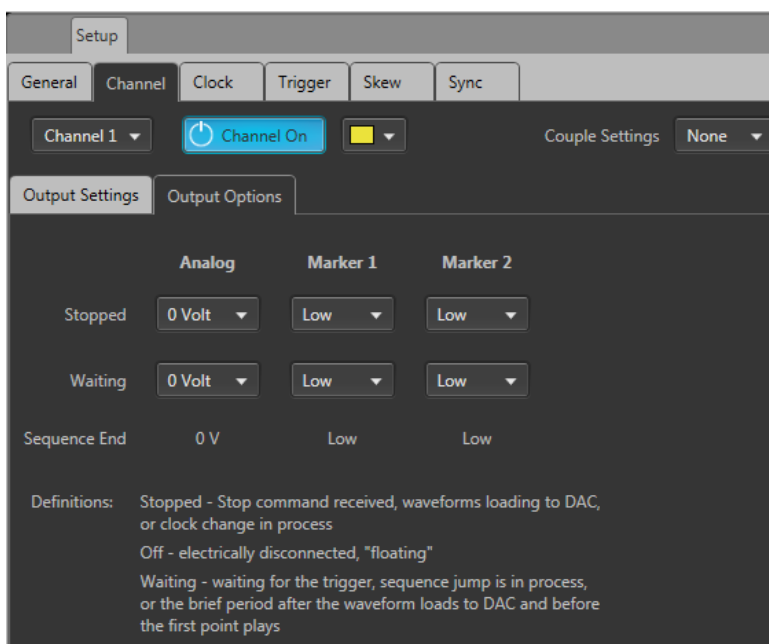 Setup
General Channel Clock Trigger Skew Sync
Channel 1 Channel On Couple Settings None
Output Settings Output Options
Analog Marker 1 Marker 2
Stopped 0 Volt Low Low
Waiting 0 Volt Low Low
Sequence End 0 V Low Low
Definitions: Stopped - Stop command received, waveforms loading to DAC,
or clock change in process
Off - electrically disconnected, "floating"
Waiting - waiting for the trigger, sequence jump is in process,
or the brief period after the waveform loads to DAC and before
the first point plays